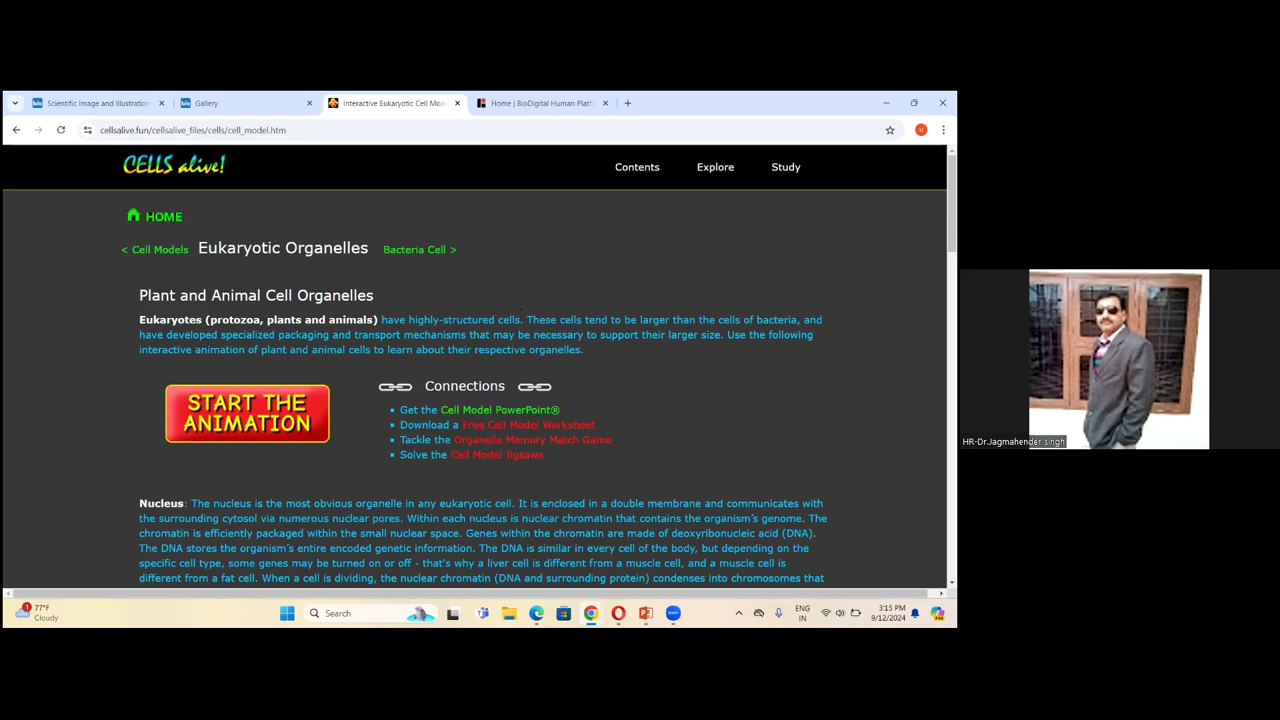 Scientific Image and Illustration
Gallery
Interactive Eukaryotic Cell Mod
Home | BioDigital Human Platf
cellsalive.fun/cellsalive_files/cells/cell_model.htm
CELLS alive!
Contents
Explore
Study
HOME
< Cell Models
Eukaryotic Organelles
Bacteria Cell >
Plant and Animal Cell Organelles
Eukaryotes (protozoa, plants and animals) have highly-structured cells. These cells tend to be larger than the cells of bacteria, and
have developed specialized packaging and transport mechanisms that may be necessary to support their larger size. Use the following
interactive animation of plant and animal cells to learn about their respective organelles.
START THE
ANIMATION
Connections
Get the Cell Model PowerPoint®
Download a Free Cell Model Worksheet
Tackle the Organelle Memory Match Game
Solve the Cell Model Jigsaws
Nucleus: The nucleus is the most obvious organelle in any eukaryotic cell. It is enclosed in a double membrane and communicates with
the surrounding cytosol via numerous nuclear pores. Within each nucleus is nuclear chromatin that contains the organism's genome. The
chromatin is efficiently packaged within the small nuclear space. Genes within the chromatin are made of deoxyribonucleic acid (DNA).
The DNA stores the organism's entire encoded genetic information. The DNA is similar in every cell of the body, but depending on the
specific cell type, some genes may be turned on or off - that's why a liver cell is different from a muscle cell, and a muscle cell is
different from a fat cell. When a cell is dividing, the nuclear chromatin (DNA and surrounding protein) condenses into chromosomes that
HR-Dr.Jagmahender singh
1
77°F
Cloudy
Search
ENG
IN
3:15 PM
9/12/2024